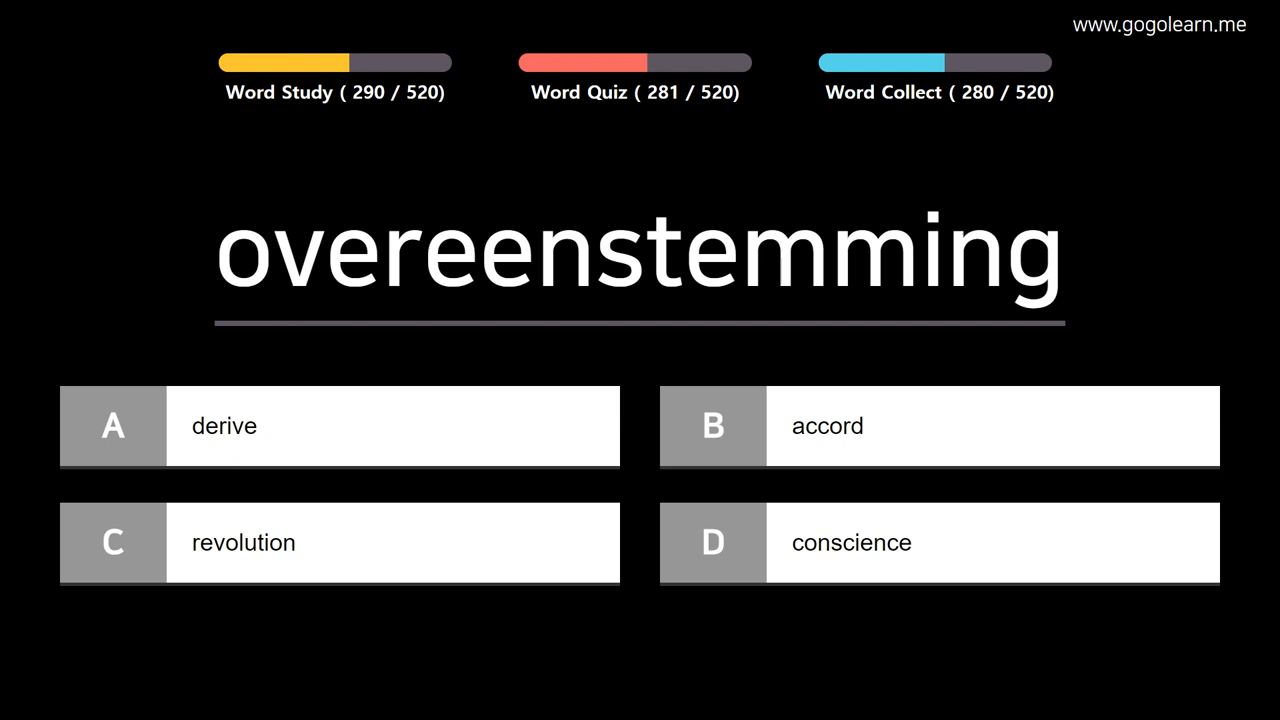 www.gogolearn.me
Word Study ( 290 / 520)
Word Quiz ( 281 / 520)
Word Collect ( 280 / 520)
overeenstemming
A derive
B accord
C revolution
D conscience